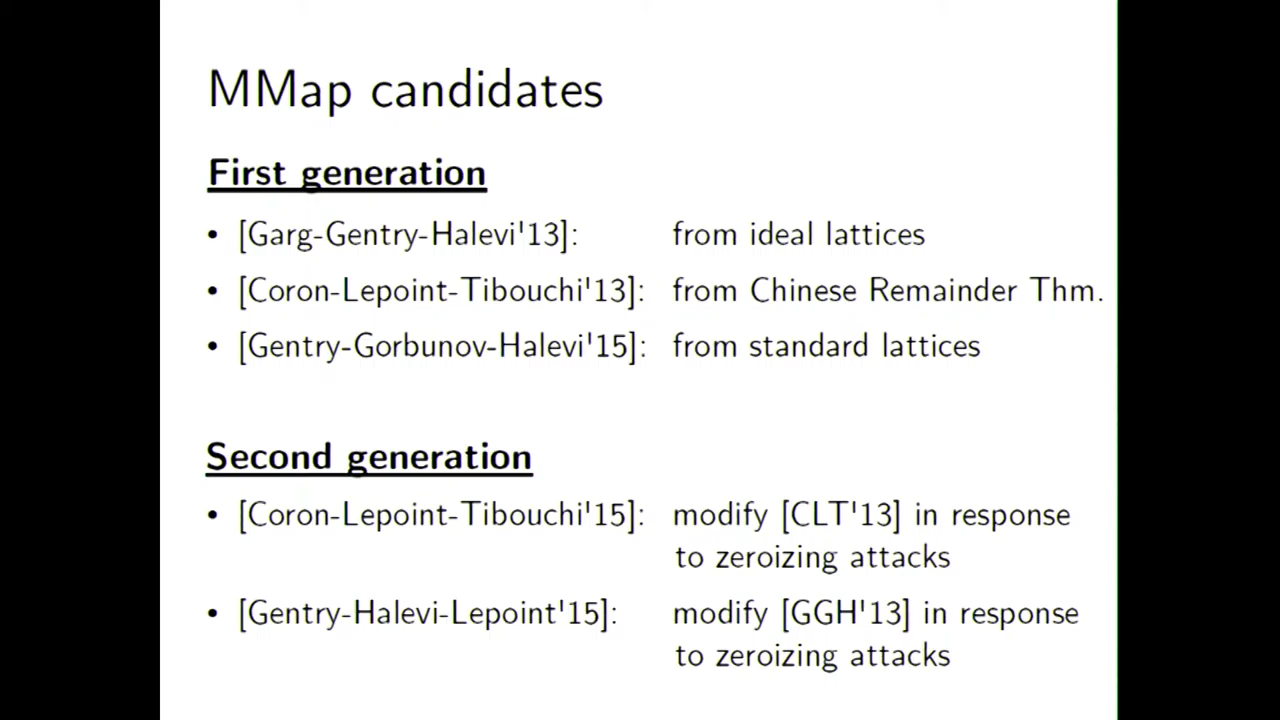 MMap candidates
First generation
• [Garg-Gentry-Halevi'13]: from ideal lattices
• [Coron-Lepoint-Tibouchi'13]: from Chinese Remainder Thm.
• [Gentry-Gorbunov-Halevi'15]: from standard lattices
Second generation
• [Coron-Lepoint-Tibouchi'15]: modify [CLT'13] in response
to zeroizing attacks
• [Gentry-Halevi-Lepoint'15]: modify [GGH'13] in response
to zeroizing attacks